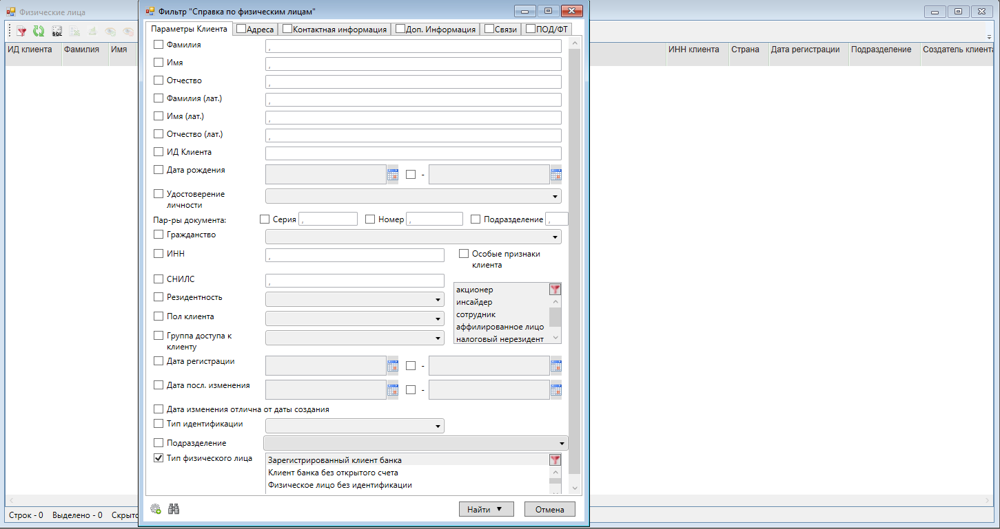 Физические лица
Фильтр "Справка по физическим лицам"
SQL
Параметры Клиента Адреса Контактная информация Доп. Информация Связи ПОД/ФТ
ИД клиента Фамилия Имя ИНН клиента Страна Дата регистрации Подразделение Создатель клиента
Фамилия ,
Имя ,
Отчество ,
Фамилия (лат.) ,
Имя (лат.) ,
Отчество (лат.) ,
ИД Клиента
Дата рождения -
Удостоверение
личности
Пар-ры документа: Серия , Номер , Подразделение ,
Гражданство
ИНН , Особые признаки
клиента
СНИЛС ,
акционер
инсайдер
сотрудник
аффилированное лицо
налоговый нерезидент
Резидентность
Пол клиента
Группа доступа к
клиенту
Дата регистрации -
Дата посл. изменения -
Дата изменения отлична от даты создания
Тип идентификации
Подразделение
Тип физического лица Зарегистрированный клиент банка
Клиент банка без открытого счета
Физическое лицо без идентификации
Найти Отмена
Строк - 0 Выделено - 0 Скрыто